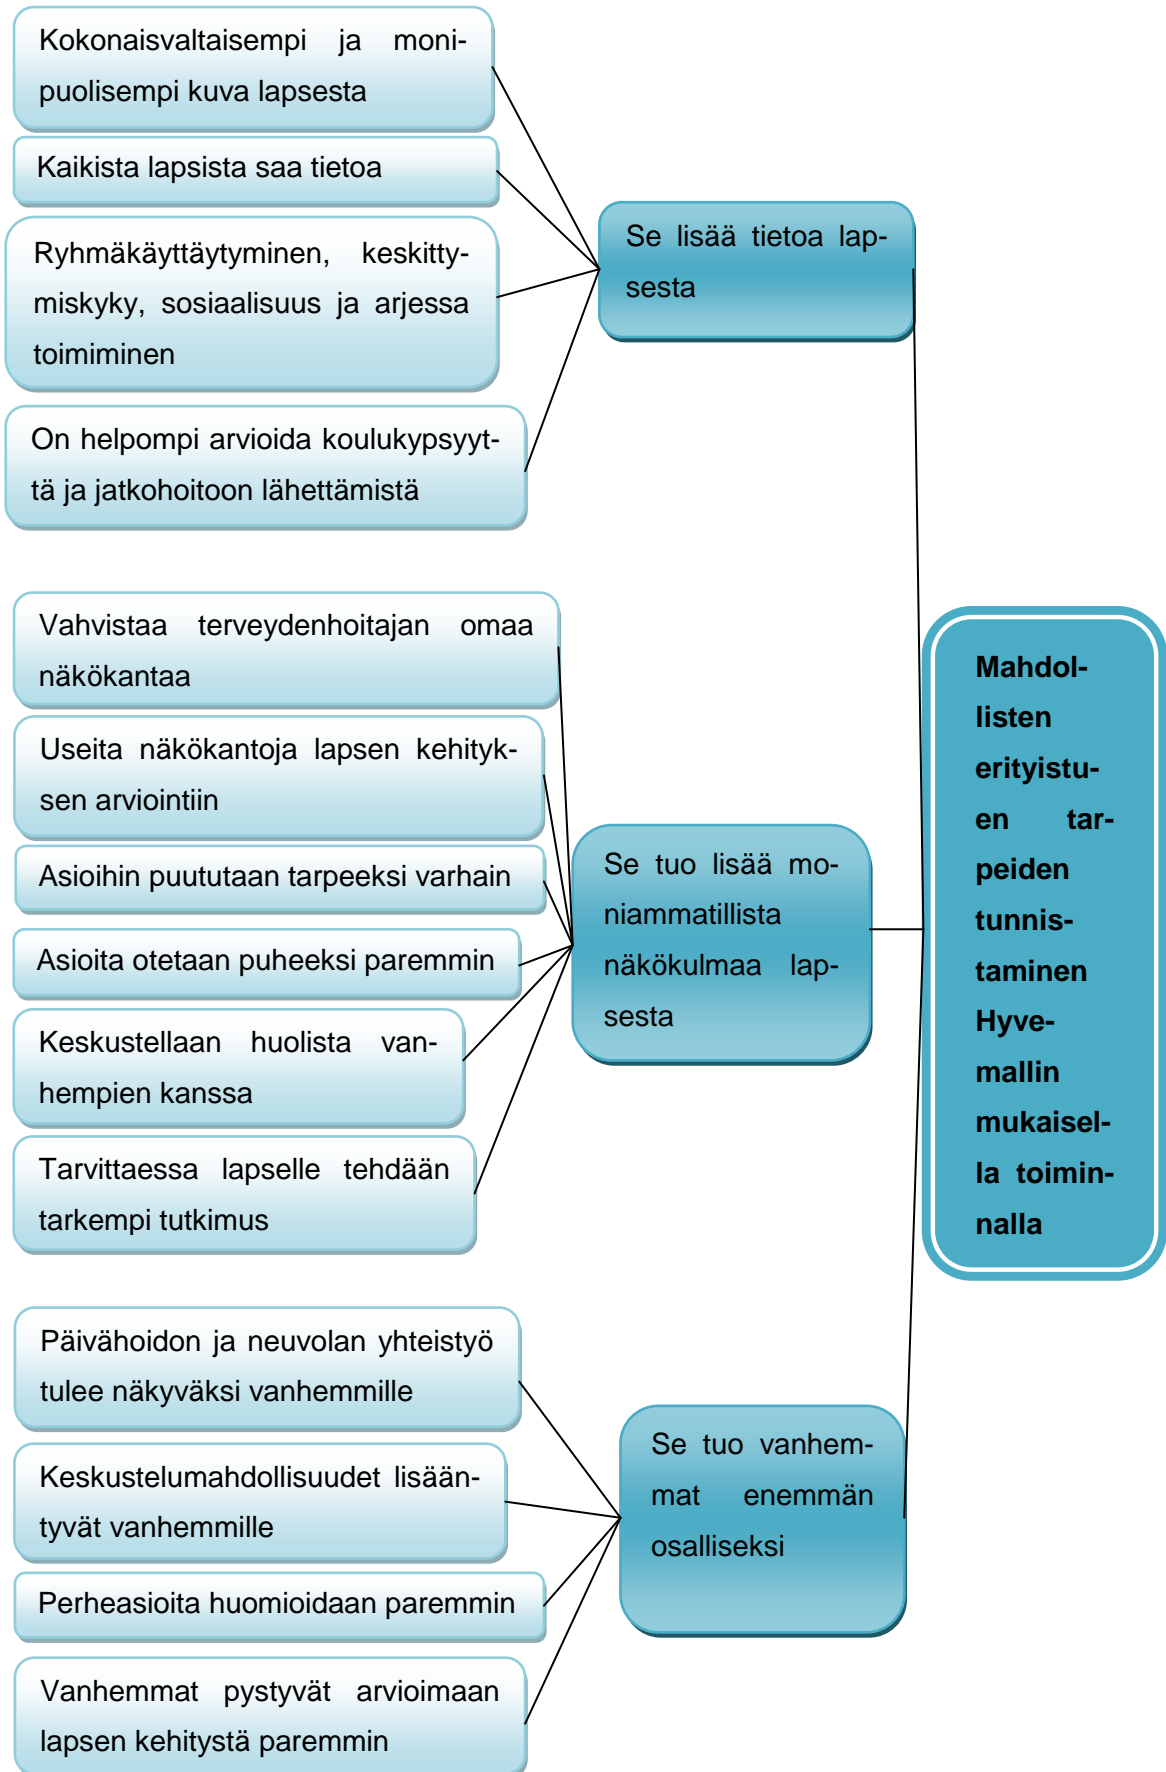 Kokonaisvaltaisempi ja moni-
puolisempi kuva lapsesta
Kaikista lapsista saa tietoa
Ryhmäkäyttäytyminen, keskitty-
miskyky, sosiaalisuus ja arjessa
toimiminen
On helpompi arvioida koulukypsyyt-
tä ja jatkohoitoon lähettämistä
Se lisää tietoa lap-
sesta
Vahvistaa terveydenhoitajan omaa
näkökantaa
Useita näkökantoja lapsen kehityk-
sen arviointiin
Asioihin puututaan tarpeeksi varhain
Asioita otetaan puheeksi paremmin
Keskustellaan huolista van-
hempien kanssa
Tarvittaessa lapselle tehdään
tarkempi tutkimus
Se tuo lisää mo-
niammatillista
näkökulmaa lap-
sesta
Päivähoidon ja neuvolan yhteistyö
tulee näkyväksi vanhemmille
Keskustelumahdollisuudet lisään-
tyvät vanhemmille
Perheasioita huomioidaan paremmin
Vanhemmat pystyvät arvioimaan
lapsen kehitystä paremmin
Se tuo vanhem-
mat enemmän
osalliseksi
Mahdol-
listen
erityistu-
en tar-
peiden
tunnis-
taminen
Hyve-
mallin
mukaisel-
la toimin-
nalla